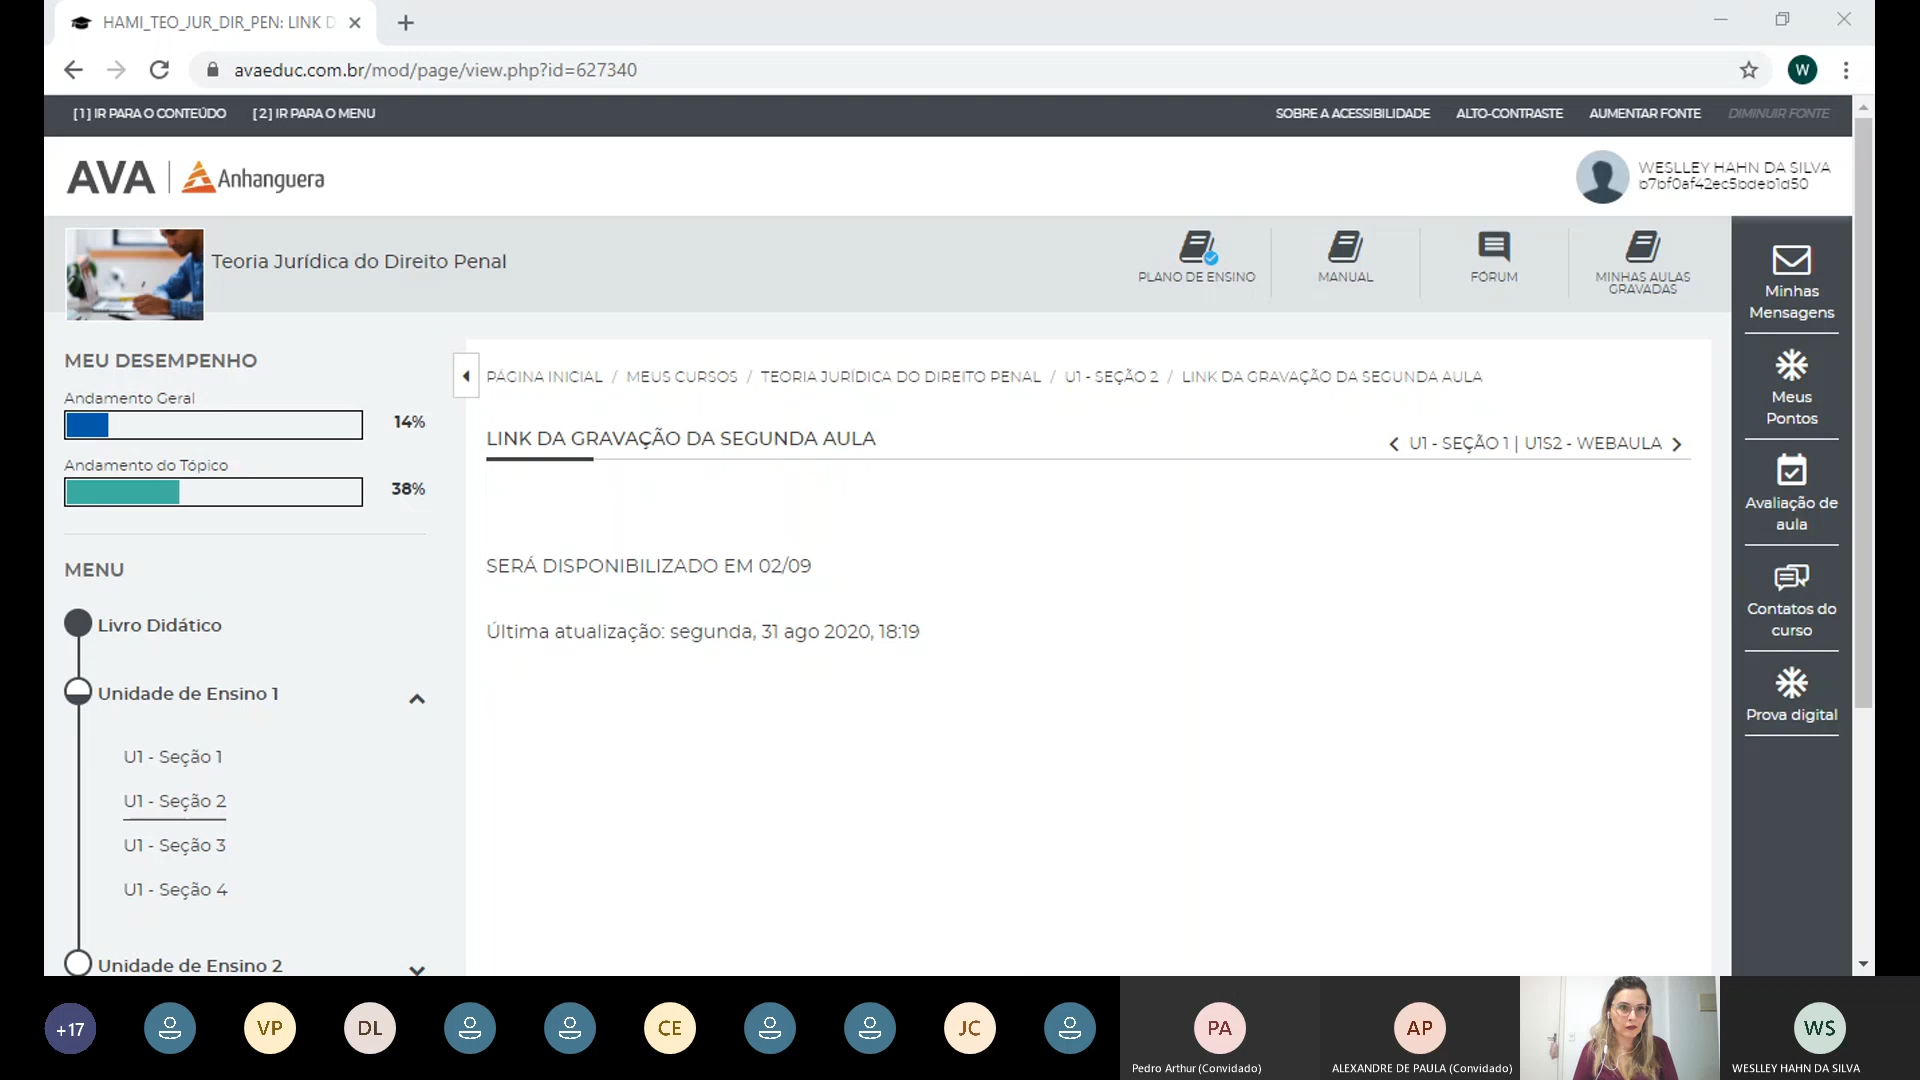 HAMI_TEO_JUR_DIR_PEN: LINK D
avaeduc.com.br/mod/page/view.php?id=627340
W
[ 1 ] IR PARA O CONTEÚDO
[ 2 ] IR PARA O MENU
SOBRE A ACESSIBILIDADE
ALTO-CONTRASTE
AUMENTAR FONTE
DIMINUIR FONTE
AVA | Anhanguera
WESLLEY HAHN DA SILVA
b7bf0af42ec5bdeb1d50
Teoria Jurídica do Direito Penal
PLANO DE ENSINO
MANUAL
FÓRUM
MINHAS AULAS
GRAVADAS
Minhas
Mensagens
Meus
Pontos
Avaliação de
aula
Contatos do
curso
Prova digital
MEU DESEMPENHO
Andamento Geral
14%
Andamento do Tópico
38%
MENU
Livro Didático
Unidade de Ensino 1
U1 - Seção 1
U1 - Seção 2
U1 - Seção 3
U1 - Seção 4
Unidade de Ensino 2
PÁGINA INICIAL / MEUS CURSOS / TEORIA JURÍDICA DO DIREITO PENAL / U1 - SEÇÃO 2 / LINK DA GRAVAÇÃO DA SEGUNDA AULA
LINK DA GRAVAÇÃO DA SEGUNDA AULA
U1 - SEÇÃO 1 | U1S2 - WEBAULA
SERÁ DISPONIBILIZADO EM 02/09
Última atualização: segunda, 31 ago 2020, 18:19
+17
VP
DL
CE
JC
PA
Pedro Arthur (Convidado)
AP
ALEXANDRE DE PAULA (Convidado)
WS
WESLLEY HAHN DA SILVA